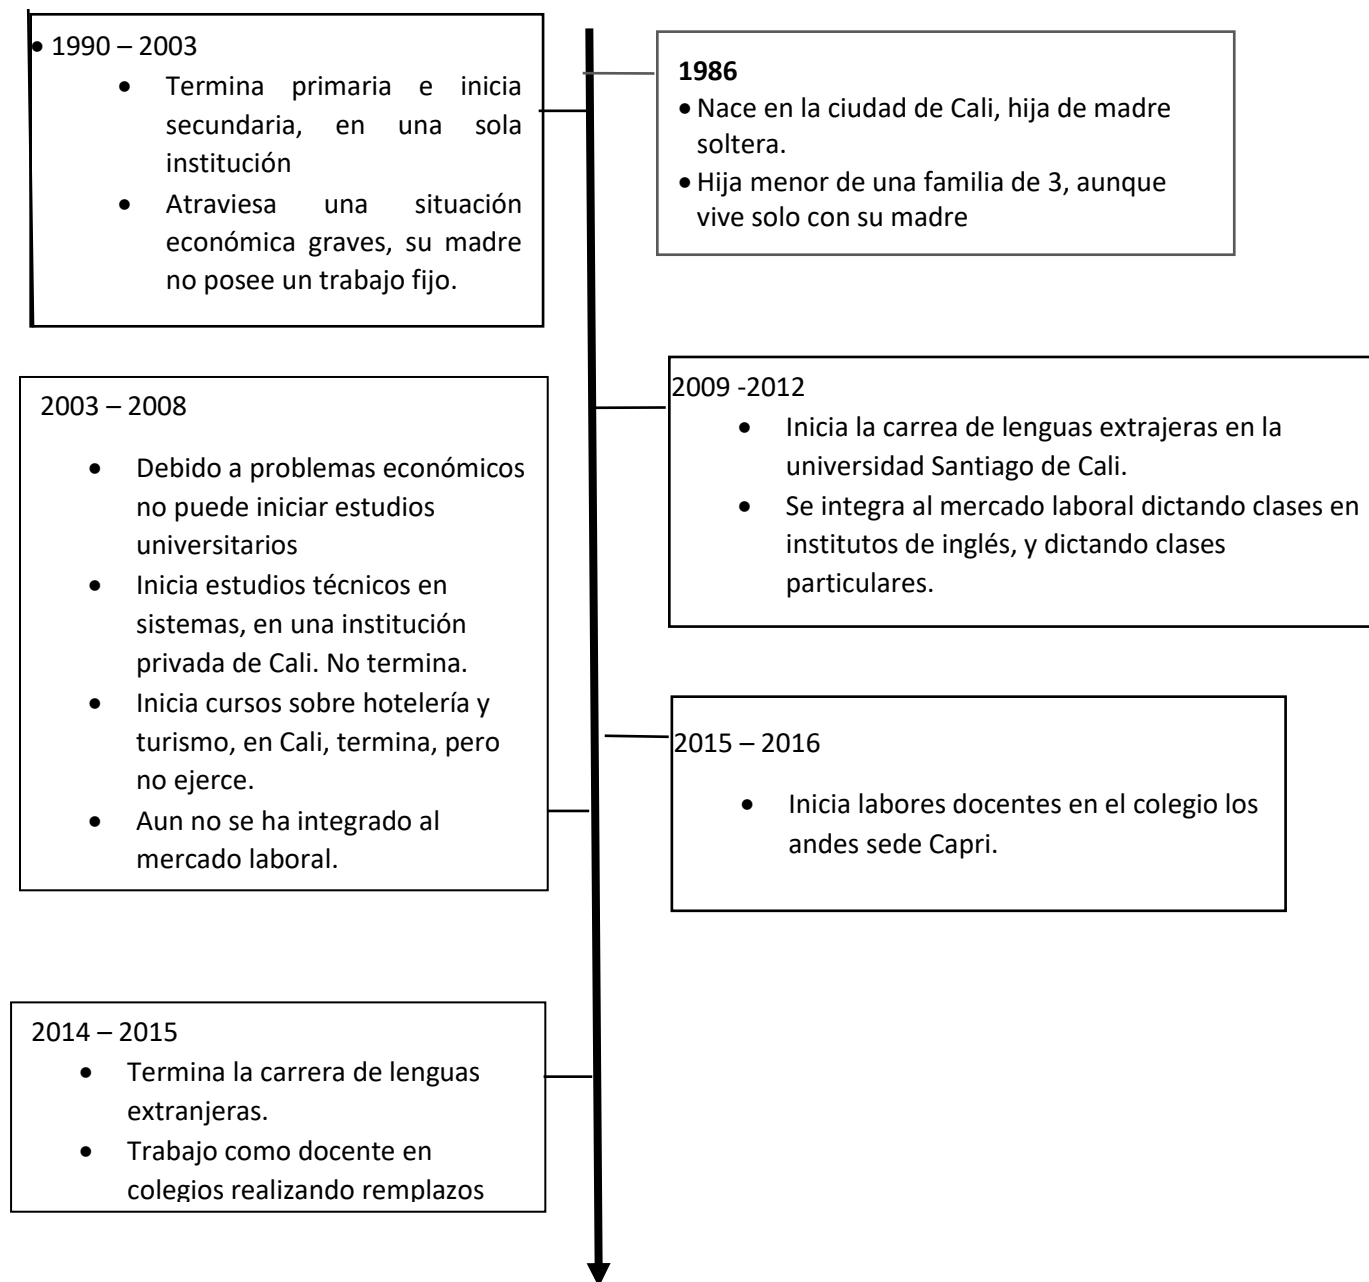 • 1990 – 2003
• Termina primaria e inicia
secundaria, en una sola
institución
• Atraviesa una situación
económica graves, su madre
no posee un trabajo fijo.
1986
• Nace en la ciudad de Cali, hija de madre
soltera.
• Hija menor de una familia de 3, aunque
vive solo con su madre
2003 – 2008
• Debido a problemas económicos
no puede iniciar estudios
universitarios
• Inicia estudios técnicos en
sistemas, en una institución
privada de Cali. No termina.
• Inicia cursos sobre hotelería y
turismo, en Cali, termina, pero
no ejerce.
• Aun no se ha integrado al
mercado laboral.
2009 -2012
• Inicia la carrea de lenguas extrajeras en la
universidad Santiago de Cali.
• Se integra al mercado laboral dictando clases en
institutos de inglés, y dictando clases
particulares.
2015 – 2016
• Inicia labores docentes en el colegio los
andes sede Capri.
2014 – 2015
• Termina la carrera de lenguas
extranjeras.
• Trabajo como docente en
colegios realizando remplazos